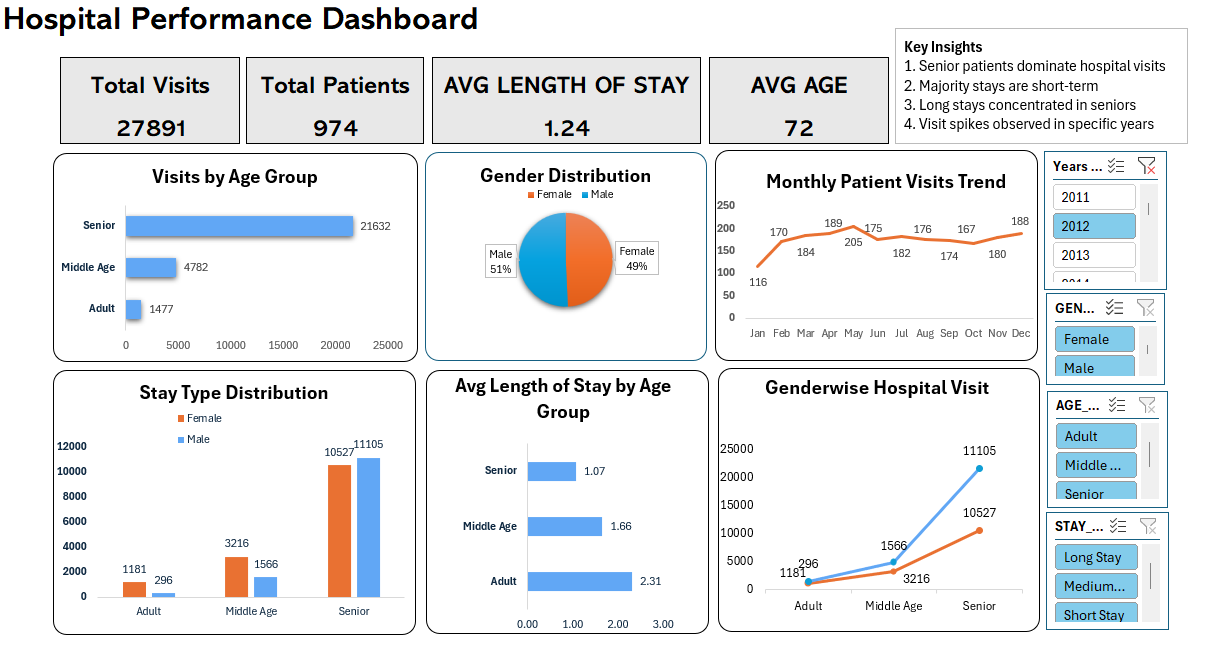 Hospital Performance Dashboard
Key Insights
1. Senior patients dominate hospital visits
2. Majority stays are short-term
3. Long stays concentrated in seniors
4. Visit spikes observed in specific years
Total Visits
27891
Total Patients
974
AVG LENGTH OF STAY
1.24
AVG AGE
72
Visits by Age Group
Senior
21632
Middle Age
4782
Adult
1477
0 5000 10000 15000 20000 25000
Gender Distribution
Female Male
Male
51%
Female
49%
Monthly Patient Visits Trend
250
200
150
100
50
0
116
170
184
189
205
175
182
176
174
167
180
188
Jan Feb Mar Apr May Jun Jul Aug Sep Oct Nov Dec
Years ...
2011
2012
2013
2014
GEN...
Female
Male
AGE_...
Adult
Middle ...
Senior
STAY_...
Long Stay
Medium...
Short Stay
Stay Type Distribution
Female
Male
12000
10000
8000
6000
4000
2000
0
1181
296
3216
1566
10527
11105
Adult Middle Age Senior
Avg Length of Stay by Age
Group
Senior
1.07
Middle Age
1.66
Adult
2.31
0.00 1.00 2.00 3.00
Genderwise Hospital Visit
25000
20000
15000
10000
5000
0
11105
10527
1566
3216
296
1181
Adult Middle Age Senior